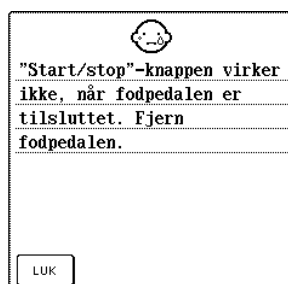 "Start/stop"-knappen virker
ikke, når fodpedalen er
tilsluttet. Fjern
fodpedalen.
LUK